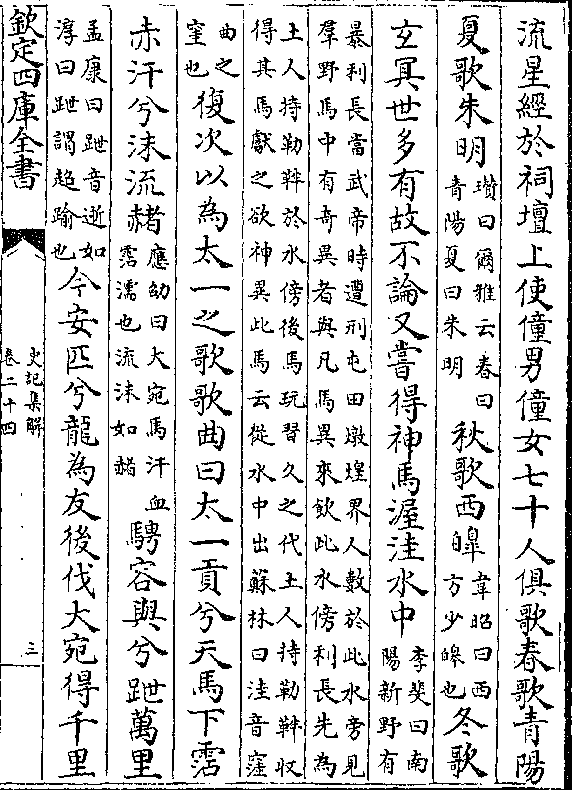 流星經於祠壇上使僮男僮女七十人俱歌春歌青陽
夏歌朱明瓚曰爾雅云春曰青陽夏曰朱明秋歌西皞韋昭曰西方少皞也冬歌
𤣥冥世多有故不論又嘗得神馬渥洼水中李斐曰南陽新野有
暴利長當武帝時遭刑屯田燉煌界人數於此水旁見
羣野馬中有奇異者與凡馬異來飲此水傍利長先為
土人持勒靽於水傍後馬玩習久之代土人持勒靽収
得其馬獻之欲神異此馬云從水中出蘇林曰洼音窪
曲之窐也復次以為太一之歌歌曲曰太一貢兮天馬下霑
赤汗兮沫流赭應劭曰大宛馬汗血霑濡也流沫如赭騁容與兮跇萬里
孟康曰跇音逝如淳曰跇謂超踰也今安匹兮龍為友後伐大宛得千里
欽定四庫全書
史記集解
卷二十四
三